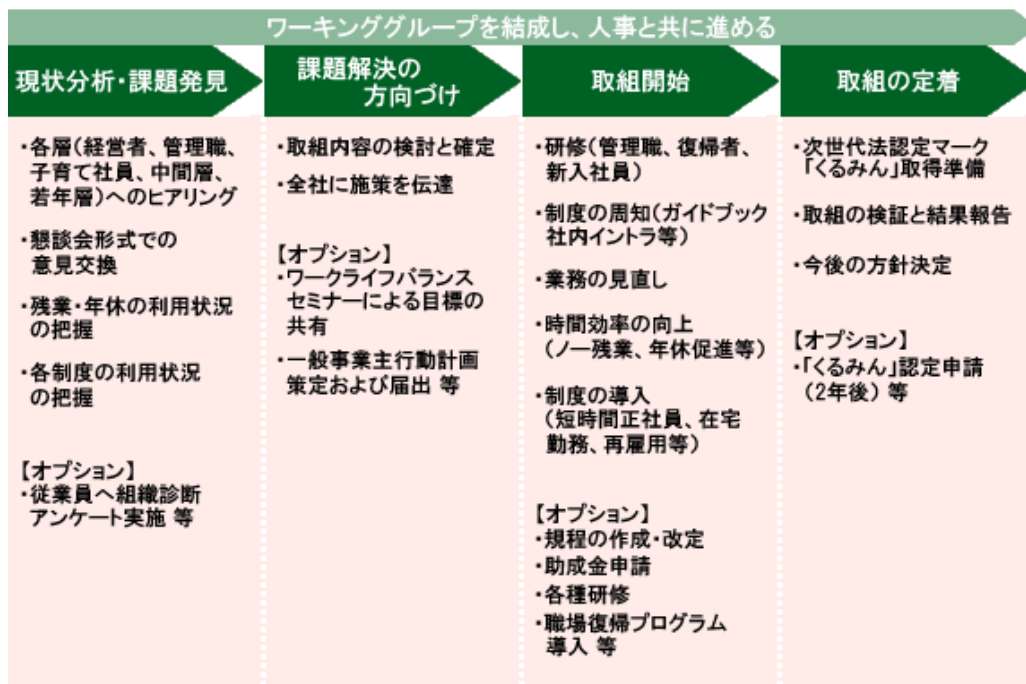 ワーキンググループを結成し、人事と共に進める
現状分析・課題発見
・各層(経営者、管理職、
子育て社員、中間層、
若年層)へのヒアリング
・懇談会形式での
意見交換
・残業・年休の利用状況
の把握
・各制度の利用状況
の把握
【オプション】
・従業員へ組織診断
アンケート実施 等
課題解決の
方向づけ
・取組内容の検討と確定
・全社に施策を伝達
【オプション】
・ワークライフバランス
セミナーによる目標の
共有
・一般事業主行動計画
策定および届出 等
取組開始
・研修(管理職、復帰者、
新入社員)
・制度の周知(ガイドブック
社内イントラ等)
・業務の見直し
・時間効率の向上
(ノー残業、年休促進等)
・制度の導入
(短時間正社員、在宅
勤務、再雇用等)
【オプション】
・規程の作成・改定
・助成金申請
・各種研修
・職場復帰プログラム
導入 等
取組の定着
・次世代法認定マーク
「くるみん」取得準備
・取組の検証と結果報告
・今後の方針決定
【オプション】
・「くるみん」認定申請
(2年後) 等